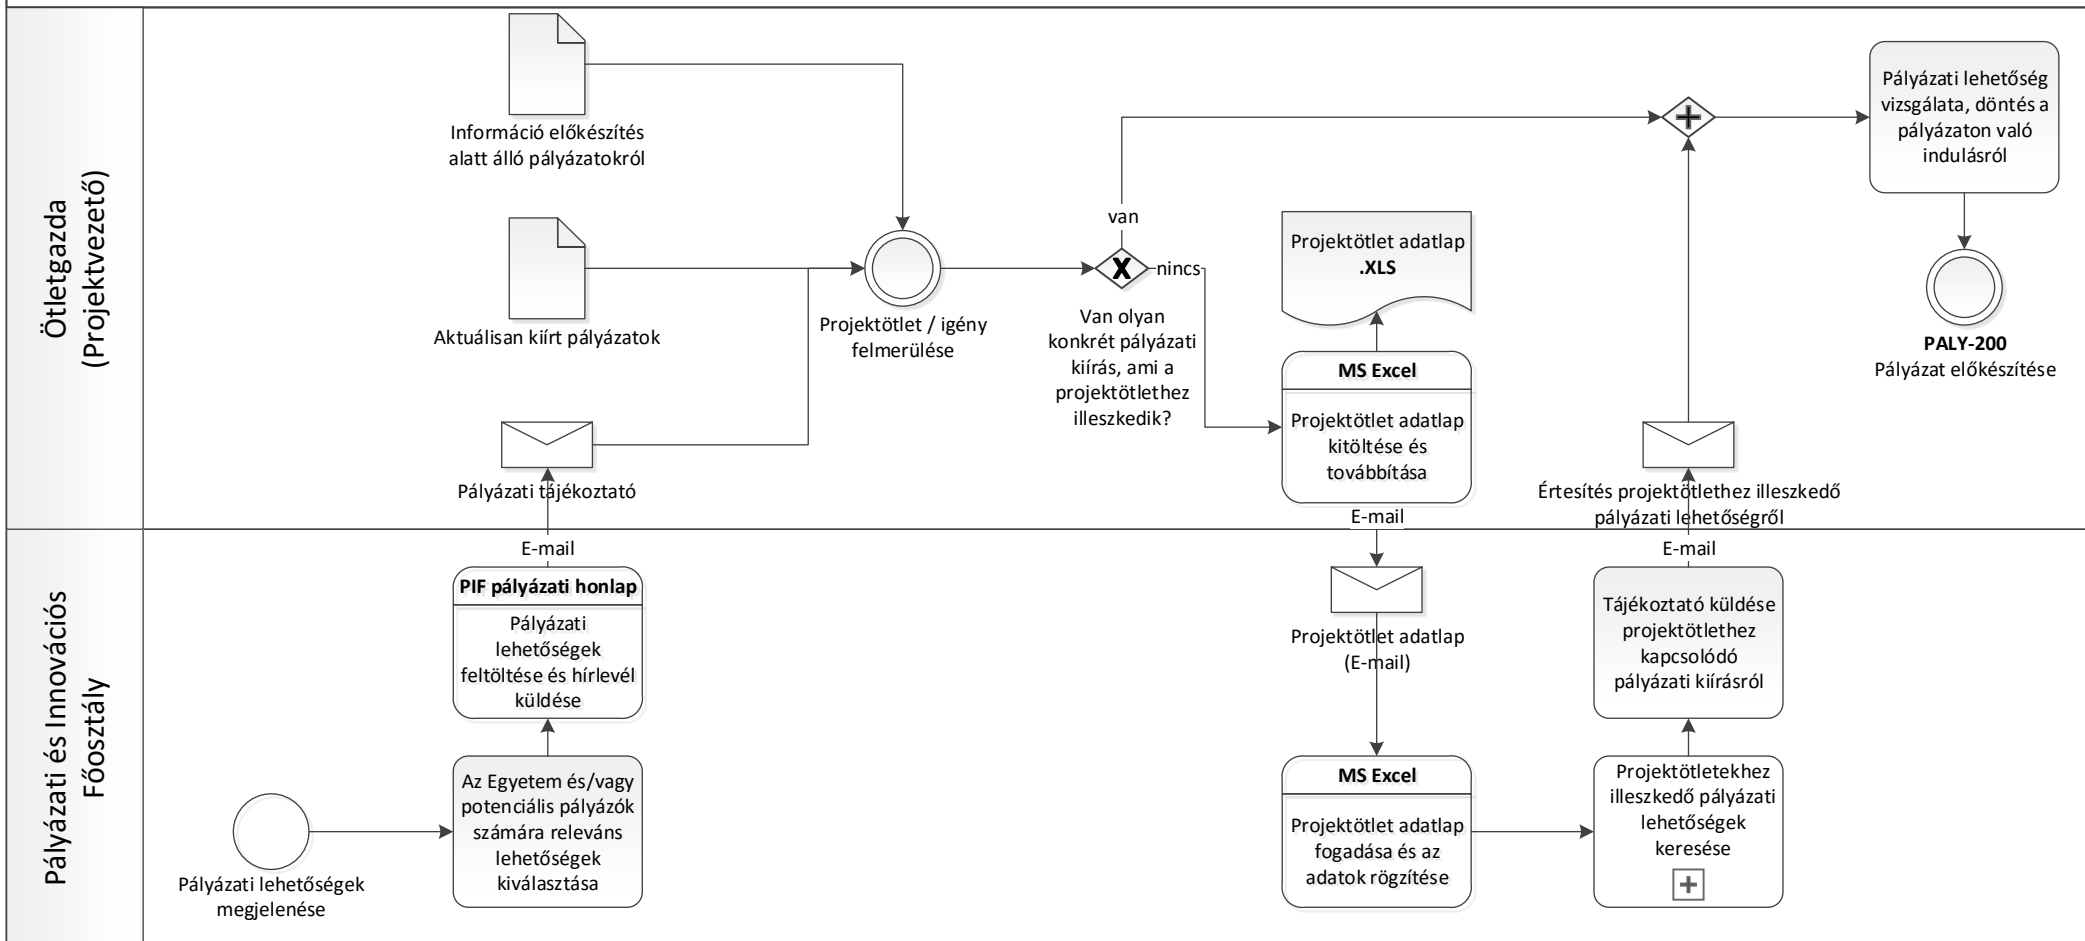 Ötletgazda
(Projektvezető)
Információ előkészítés
alatt álló pályázatokról
Aktuálisan kiírt pályázatok
Pályázati tájékoztató
Projektötlet / igény
felmerülése
van
X
nincs
Van olyan
konkrét pályázati
kiírás, ami a
projektötlethez
illeszkedik?
Projektötlet adatlap
.XLS
MS Excel
Projektötlet adatlap
kitöltése és
továbbítása
E-mail
Értesítés projektötlethez illeszkedő
pályázati lehetőségről
Pályázati lehetőség
vizsgálata, döntés a
pályázaton való
indulásról
PALY-200
Pályázat előkészítése
Pályázati és Innovációs
Főosztály
Pályázati lehetőségek
megjelenése
Az Egyetem és/vagy
potenciális pályázók
számára releváns
lehetőségek
kiválasztása
E-mail
PIF pályázati honlap
Pályázati
lehetőségek
feltöltése és hírlevél
küldése
Projektötlet adatlap
(E-mail)
MS Excel
Projektötlet adatlap
fogadása és az
adatok rögzítése
Projektötletekhez
illeszkedő pályázati
lehetőségek
keresése
E-mail
Tájékoztató küldése
projektötlethez
kapcsolódó
pályázati kiírásról